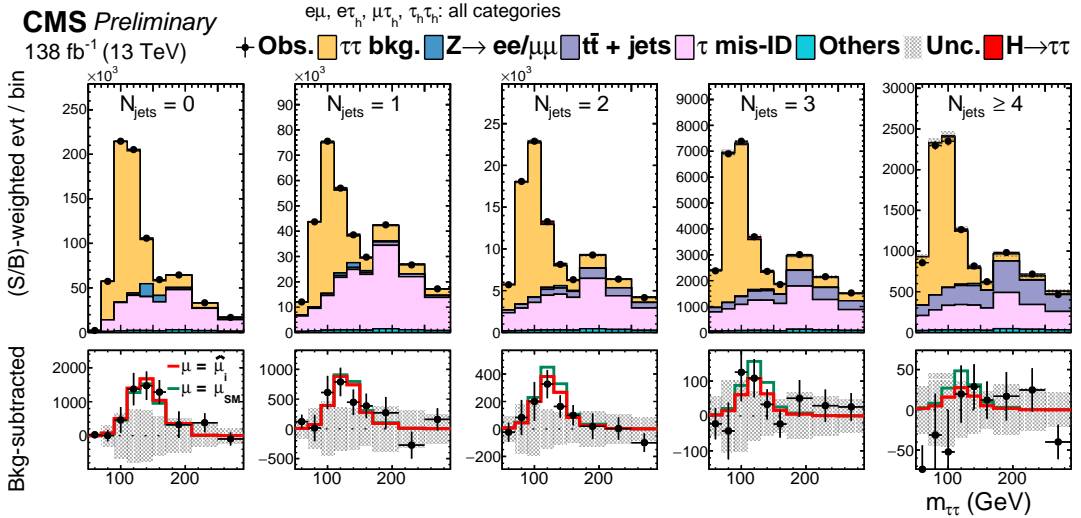 eμ, eτh, μτh, τhτh: all categories
CMS Preliminary
138 fb⁻¹ (13 TeV)
Obs. ττ bkg. Z→ ee/μμ tt̄ + jets τ mis-ID Others Unc. H→ττ
×10³ ×10³ ×10³
Njets = 0 Njets = 1 Njets = 2 Njets = 3 Njets ≥ 4
(S/B)-weighted evt / bin
250 200 150 100 50 0
90 80 70 60 50 40 30 20 10 0
25 20 15 10 5 0
9000 8000 7000 6000 5000 4000 3000 2000 1000 0
3000 2500 2000 1500 1000 500 0
Bkg-subtracted
μ = μ̂i
μ = μSM
2000 1000 0
1000 500 0 −500
400 200 0 −200
100 0 −100
50 0 −50
100 200 100 200 100 200 100 200 100 200
mττ (GeV)